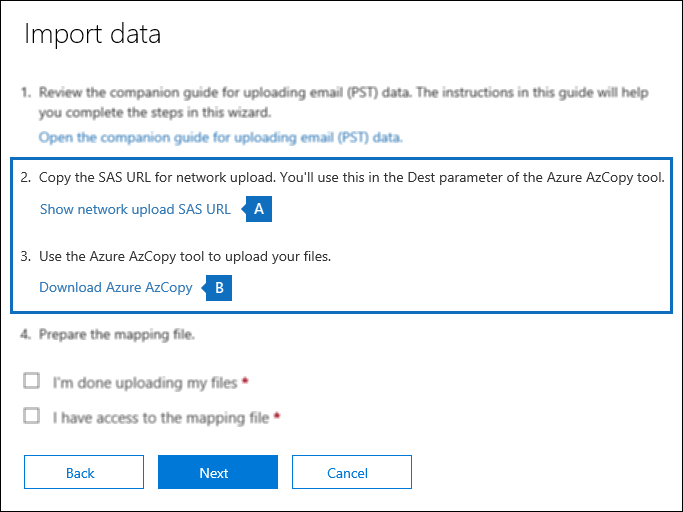 Import data
1. Review the companion guide for uploading email (PST) data. The instructions in this guide will help
you complete the steps in this wizard.
Open the companion guide for uploading email (PST) data.
2. Copy the SAS URL for network upload. You'll use this in the Dest parameter of the Azure AzCopy tool.
Show network upload SAS URL A
3. Use the Azure AzCopy tool to upload your files.
Download Azure AzCopy B
4. Prepare the mapping file.
I'm done uploading my files *
I have access to the mapping file *
Back Next Cancel